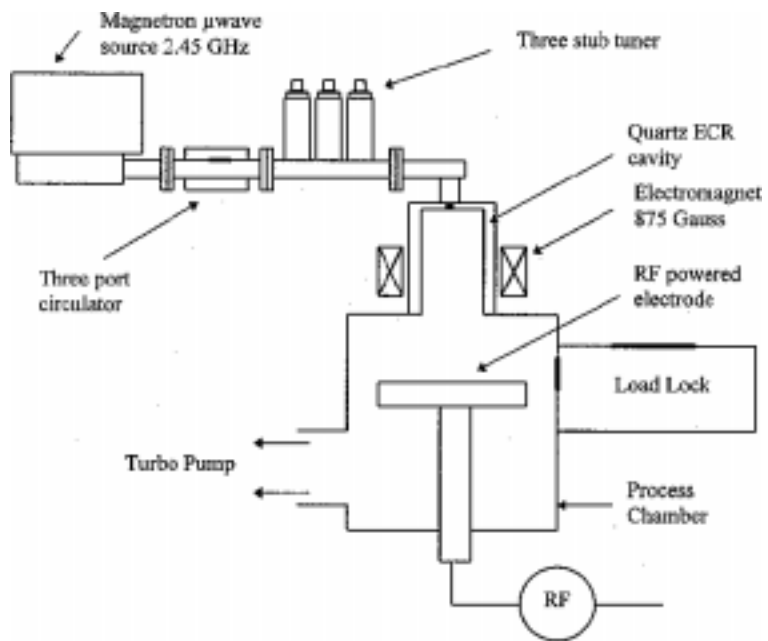 Magnetron µwave
source 2.45 GHz
Three stub tuner
Quartz ECR
cavity
Electromagnet
875 Gauss
Three port
circulator
RF powered
electrode
Load Lock
Turbo Pump
Process
Chamber
RF